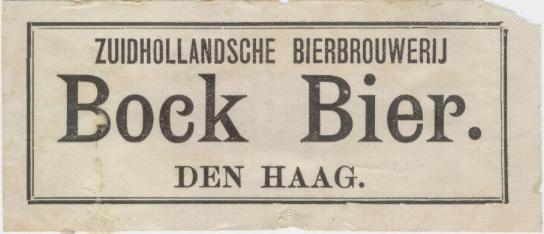 ZUIDHOLLANDSCHE BIERBROUWERIJ
Bock Bier.
DEN HAAG.